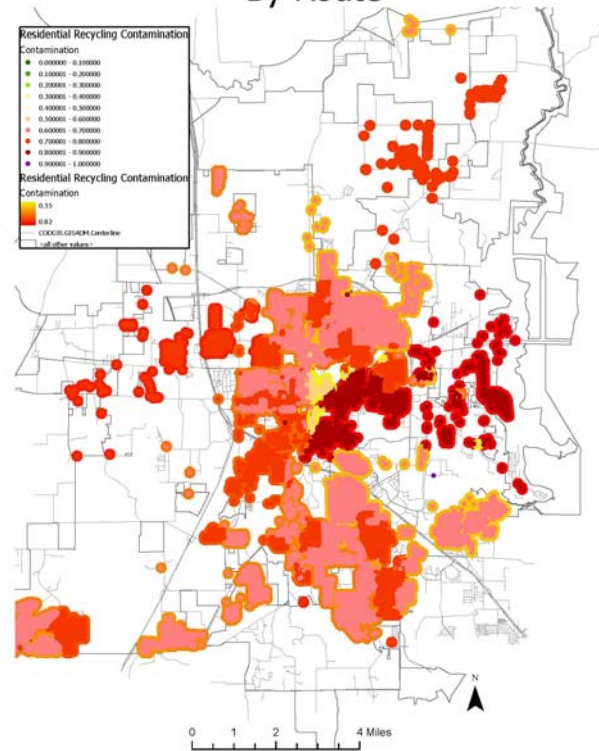 By Route
Residential Recycling Contamination
Contamination
0.000000 - 0.100000
0.100001 - 0.200000
0.200001 - 0.300000
0.300001 - 0.400000
0.400001 - 0.500000
0.500001 - 0.600000
0.600001 - 0.700000
0.700001 - 0.800000
0.800001 - 0.900000
0.900001 - 1.000000
Residential Recycling Contamination
Contamination
0.55
0.82
CODGIS.GISADM.Centerline
<all other values>
N
0 1 2 4 Miles